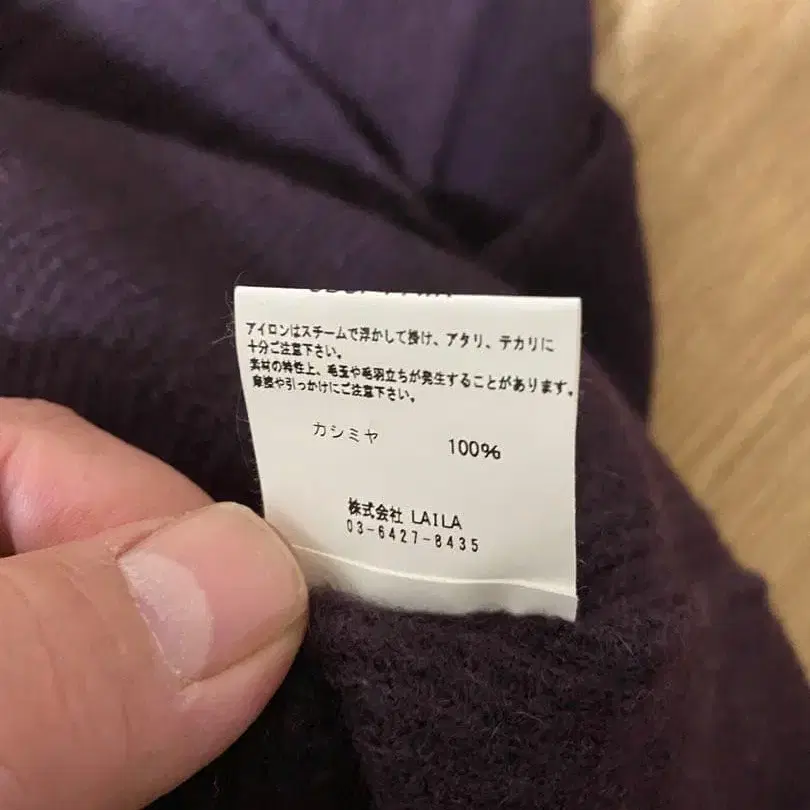 アイロンはスチームで浮かして掛け、アタリ、テカリに
十分ご注意下さい。
素材の特性上、毛玉や毛羽立ちが発生することがあります。
摩擦や引っかけにご注意下さい。
カシミヤ 100%
株式会社 LAILA
03-6427-8435